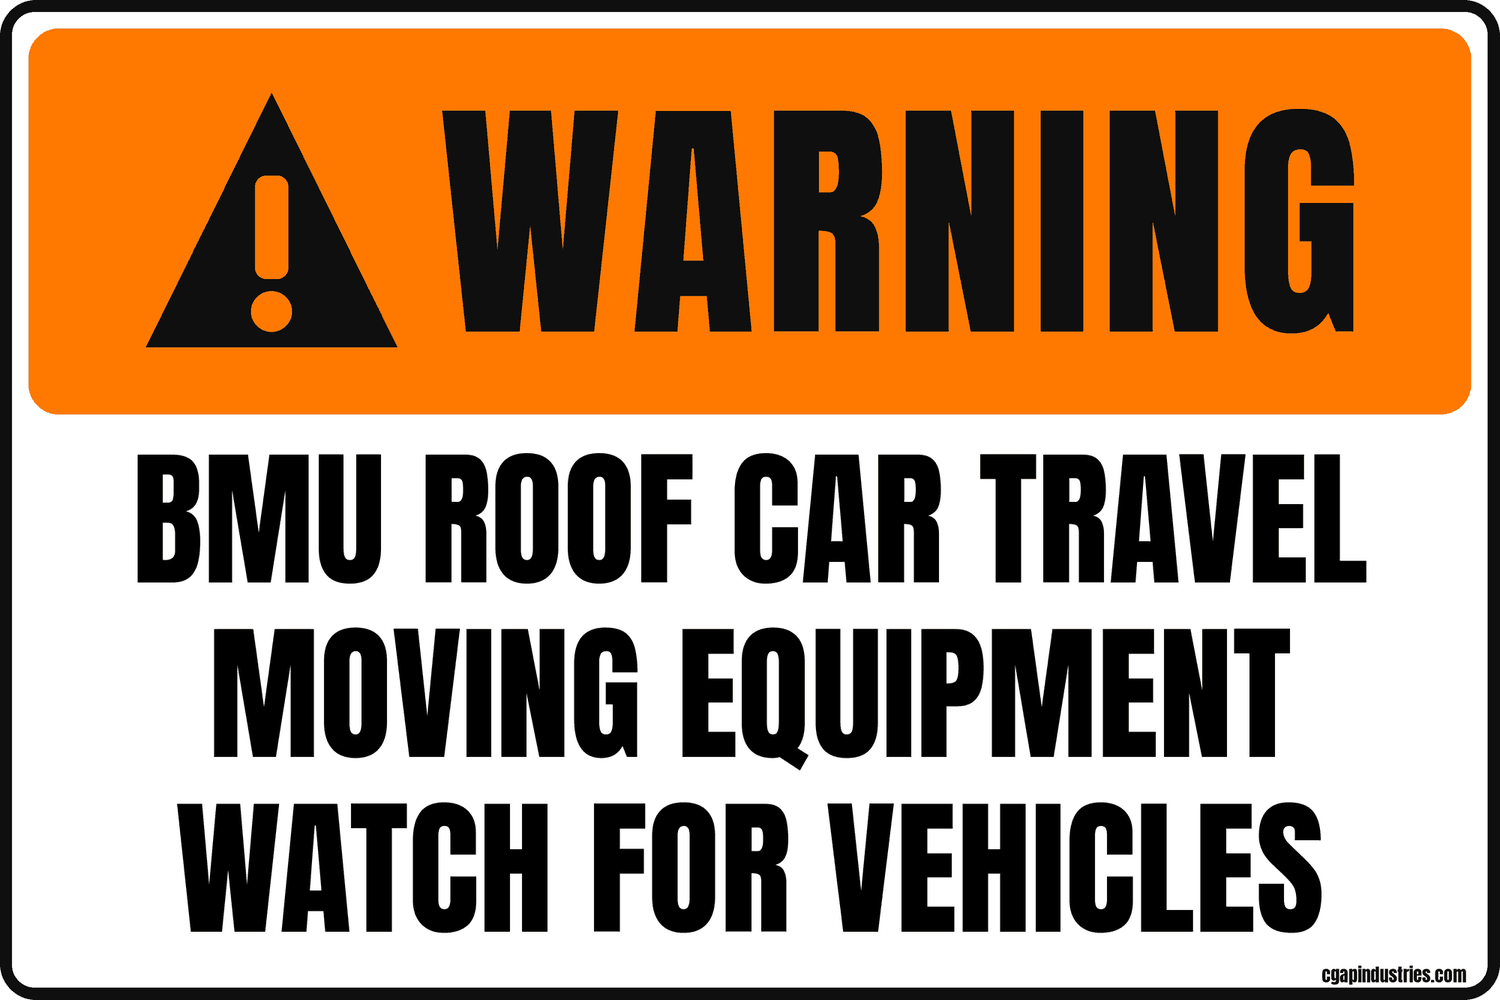 WARNING
BMU ROOF CAR TRAVEL
MOVING EQUIPMENT
WATCH FOR VEHICLES
cgapindustries.com